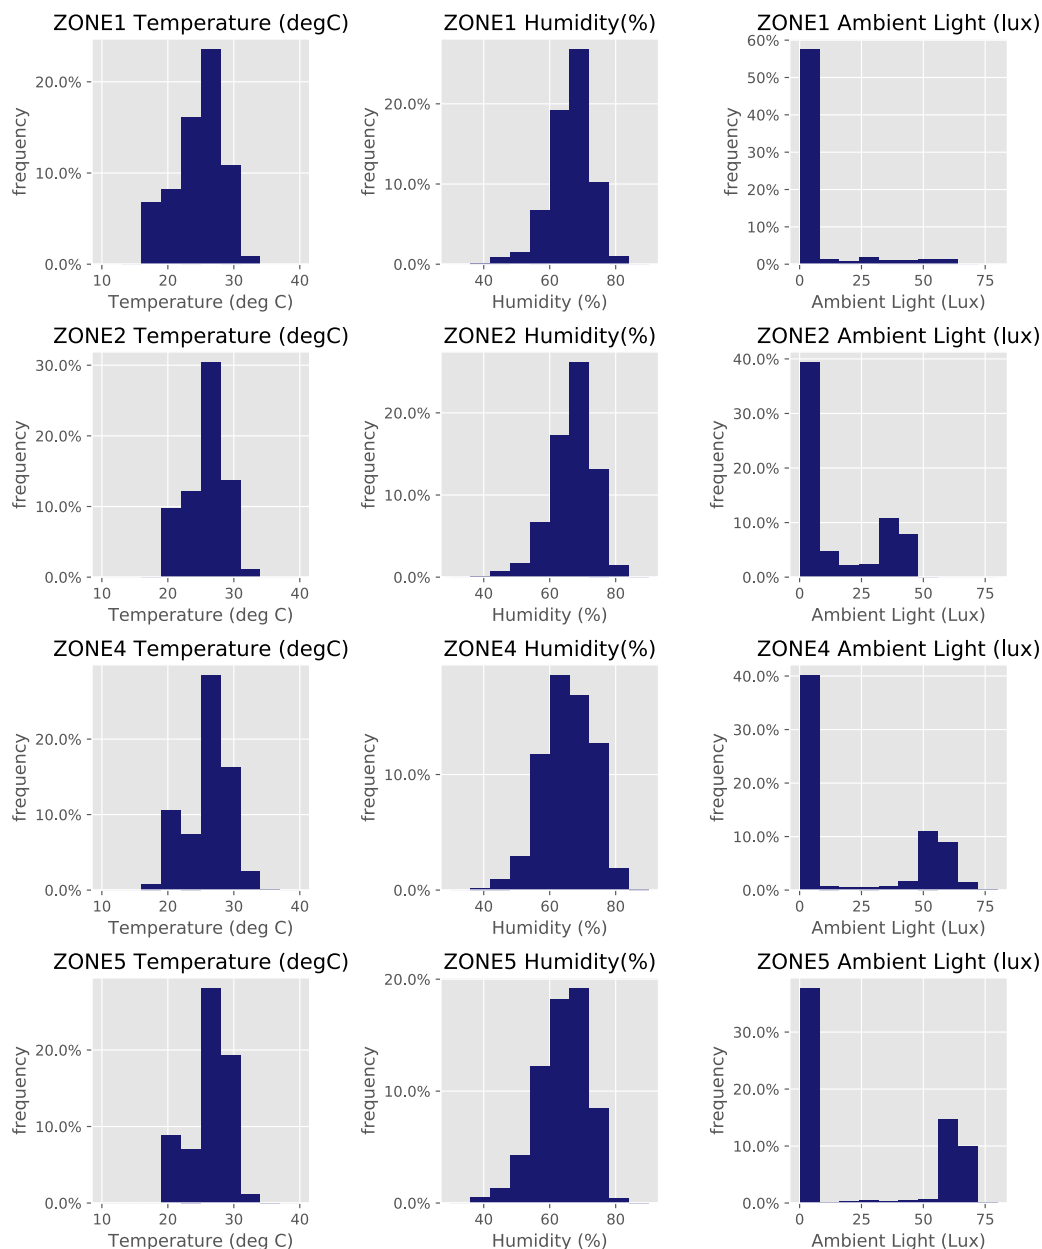 ZONE1 Temperature (degC)
frequency
20.0%
10.0%
0.0%
10 20 30 40
Temperature (deg C)
ZONE1 Humidity(%)
frequency
20.0%
10.0%
0.0%
40 60 80
Humidity (%)
ZONE1 Ambient Light (lux)
frequency
60%
50%
40%
30%
20%
10%
0%
0 25 50 75
Ambient Light (Lux)
ZONE2 Temperature (degC)
frequency
30.0%
20.0%
10.0%
0.0%
10 20 30 40
Temperature (deg C)
ZONE2 Humidity(%)
frequency
20.0%
10.0%
0.0%
40 60 80
Humidity (%)
ZONE2 Ambient Light (lux)
frequency
40.0%
30.0%
20.0%
10.0%
0.0%
0 25 50 75
Ambient Light (Lux)
ZONE4 Temperature (degC)
frequency
20.0%
10.0%
0.0%
10 20 30 40
Temperature (deg C)
ZONE4 Humidity(%)
frequency
10.0%
0.0%
40 60 80
Humidity (%)
ZONE4 Ambient Light (lux)
frequency
40.0%
30.0%
20.0%
10.0%
0.0%
0 25 50 75
Ambient Light (Lux)
ZONE5 Temperature (degC)
frequency
20.0%
10.0%
0.0%
10 20 30 40
Temperature (deg C)
ZONE5 Humidity(%)
frequency
20.0%
10.0%
0.0%
40 60 80
Humidity (%)
ZONE5 Ambient Light (lux)
frequency
30.0%
20.0%
10.0%
0.0%
0 25 50 75
Ambient Light (Lux)